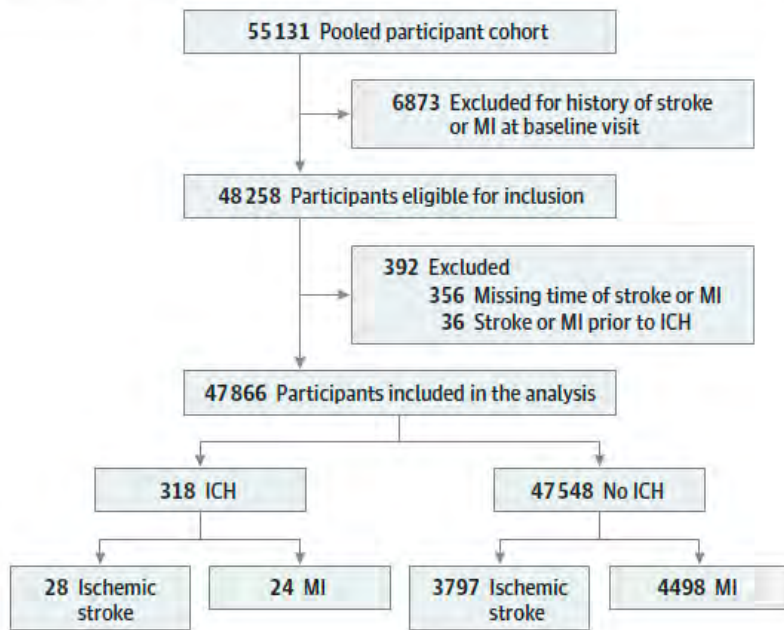 55131 Pooled participant cohort
6873 Excluded for history of stroke
or MI at baseline visit
48258 Participants eligible for inclusion
392 Excluded
356 Missing time of stroke or MI
36 Stroke or MI prior to ICH
47866 Participants included in the analysis
318 ICH
47548 No ICH
28 Ischemic
stroke
24 MI
3797 Ischemic
stroke
4498 MI